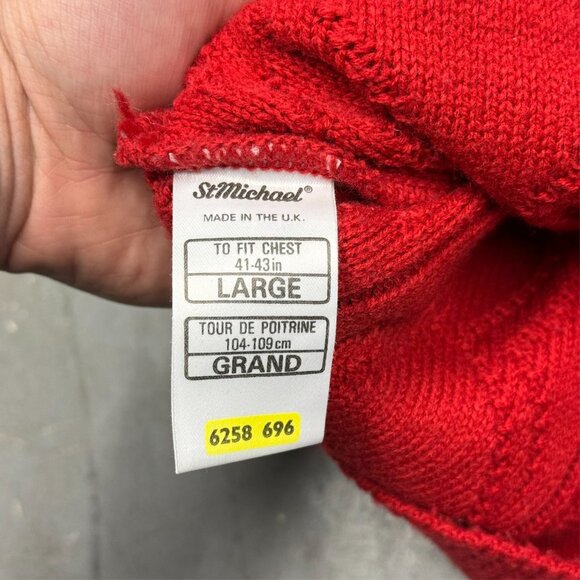 StMichael®
MADE IN THE U.K.
TO FIT CHEST
41-43in
LARGE
TOUR DE POITRINE
104-109cm
GRAND
6258 696